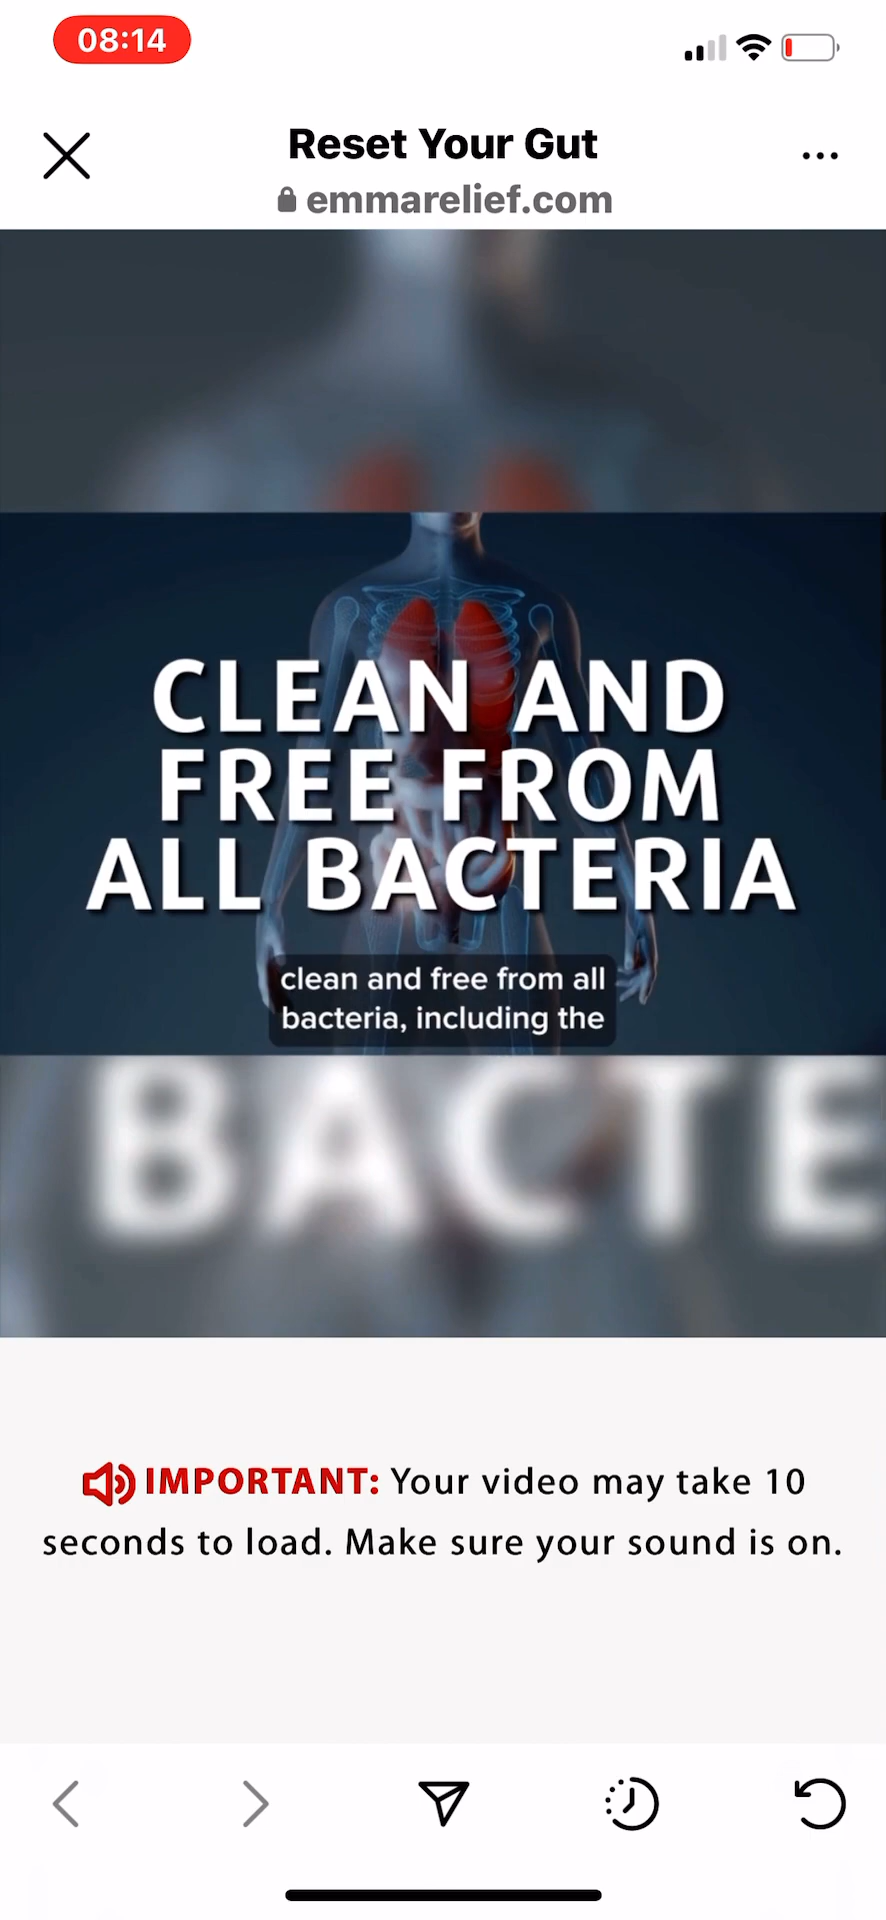 08:14
Reset Your Gut
emmarelief.com
CLEAN AND
FREE FROM
ALL BACTERIA
clean and free from all
bacteria, including the
BACTE
IMPORTANT: Your video may take 10
seconds to load. Make sure your sound is on.